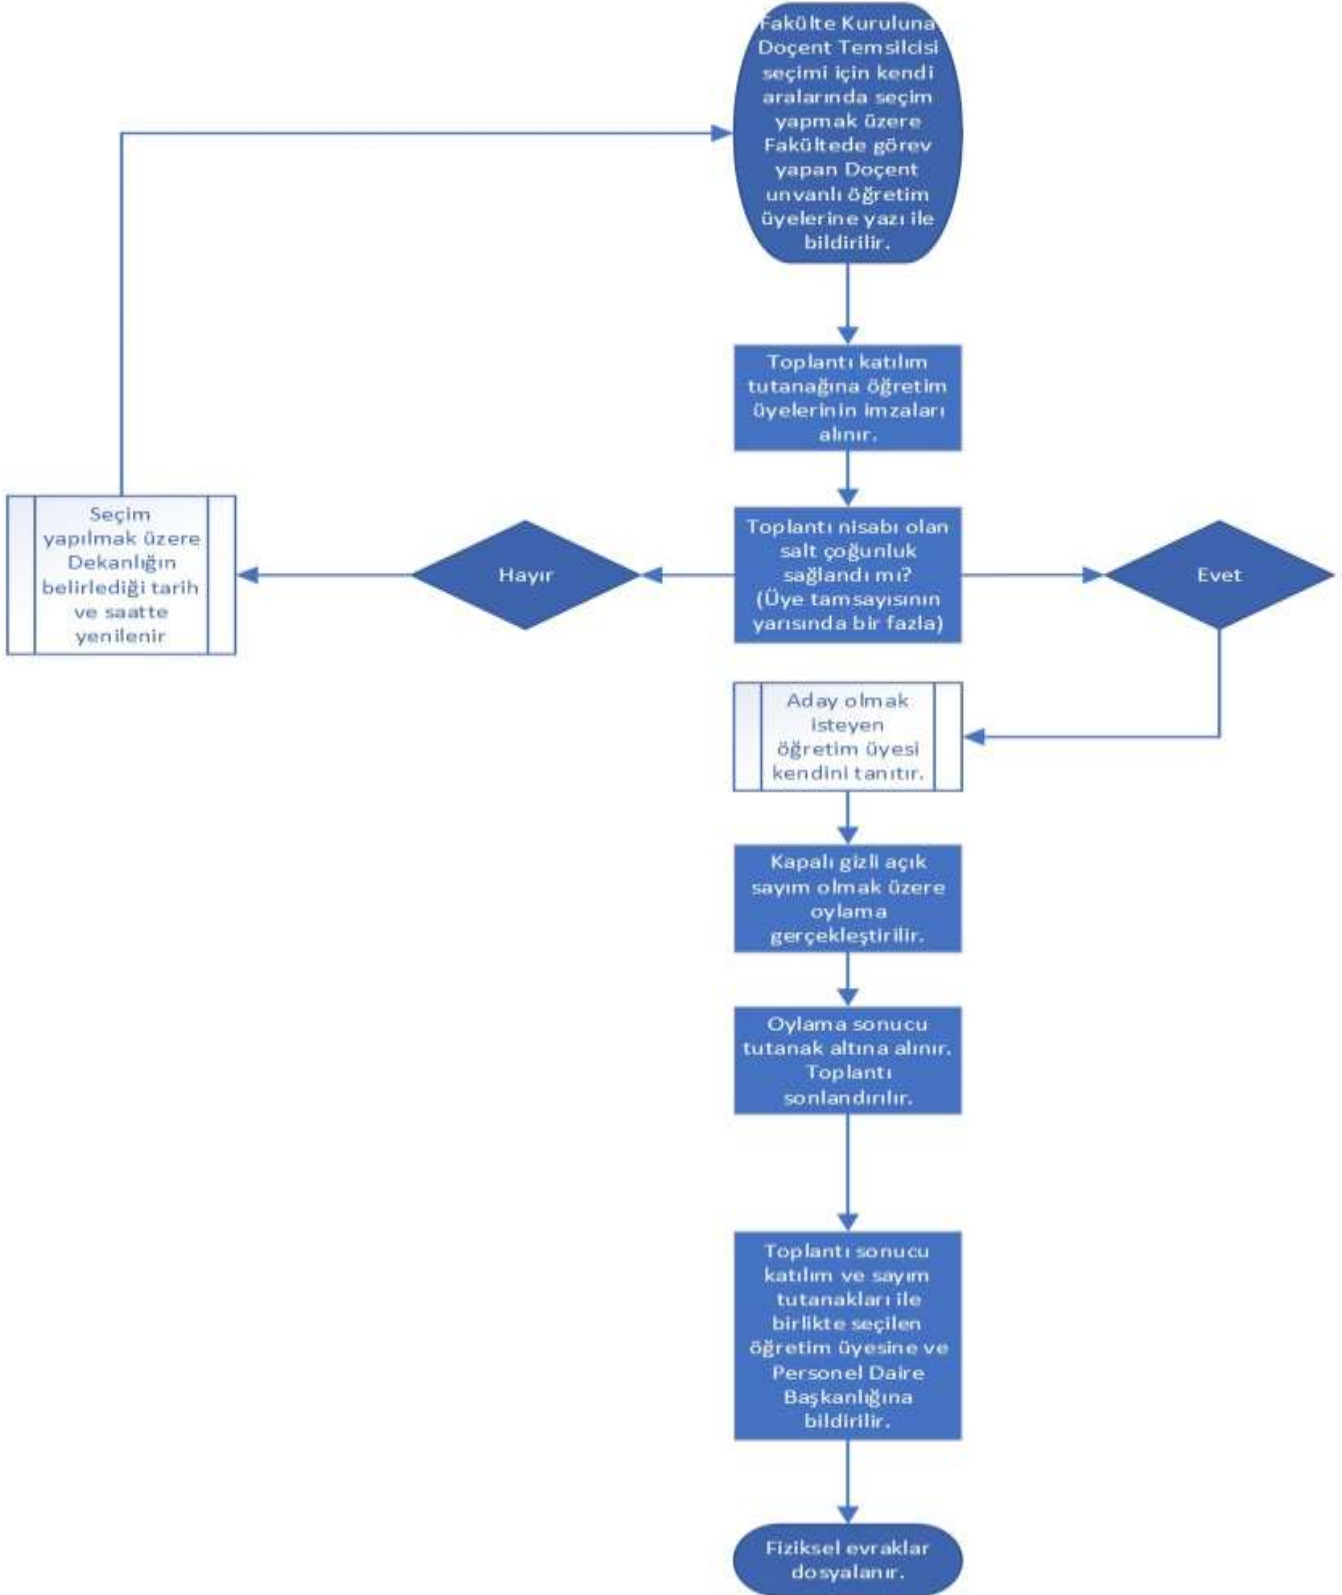 Fakülte Kuruluna
Doçent Temsilcisi
seçimi için kendi
aralarında seçim
yapmak üzere
Fakültede görev
yapan Doçent
unvanlı öğretim
üyelerine yazı ile
bildirilir.
Toplantı katılım
tutanağına öğretim
üyelerinin imzaları
alınır.
Seçim
yapılmak üzere
Dekanlığın
belirlediği tarih
ve saatte
yenilenir
Hayır
Toplantı nisabı olan
salt çoğunluk
sağlandı mı?
(Üye tamsayısının
yarısında bir fazla)
Evet
Aday olmak
isteyen
öğretim üyesi
kendini tanıtır.
Kapalı gizli açık
sayım olmak üzere
oylama
gerçekleştirilir.
Oylama sonucu
tutanak altına alınır.
Toplantı
sonlandırılır.
Toplantı sonucu
katılım ve sayım
tutanakları ile
birlikte seçilen
öğretim üyesine ve
Personel Daire
Başkanlığına
bildirilir.
Fiziksel evraklar
dosyalanır.